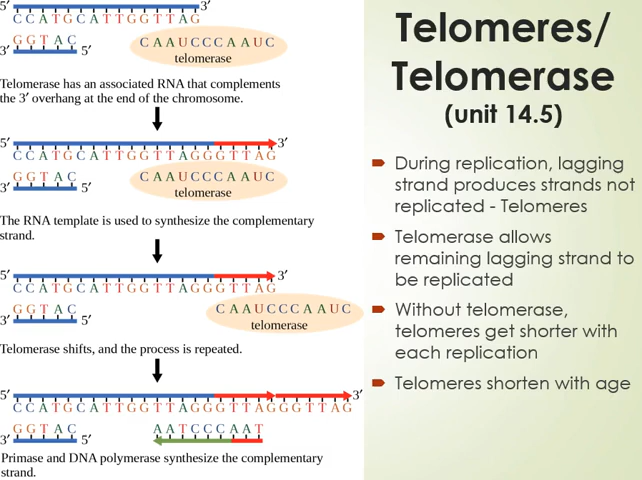 5′ 3′
C C A T G C A T T G G T T A G
G G T A C
3′ 5′
C A A U C C C A A U C
telomerase
Telomerase has an associated RNA that complements
the 3′ overhang at the end of the chromosome.
5′ 3′
C C A T G C A T T G G T T A G G G T T A G
G G T A C
3′ 5′
C A A U C C C A A U C
telomerase
The RNA template is used to synthesize the complementary
strand.
5′ 3′
C C A T G C A T T G G T T A G G G T T A G
G G T A C
3′ 5′
C A A U C C C A A U C
telomerase
Telomerase shifts, and the process is repeated.
5′ 3′
C C A T G C A T T G G T T A G G G T T A G G G T T A G
G G T A C
3′ 5′
A A T C C C A A T
Primase and DNA polymerase synthesize the complementary
strand.
Telomeres/
Telomerase
(unit 14.5)
During replication, lagging
strand produces strands not
replicated - Telomeres
Telomerase allows
remaining lagging strand to
be replicated
Without telomerase,
telomeres get shorter with
each replication
Telomeres shorten with age